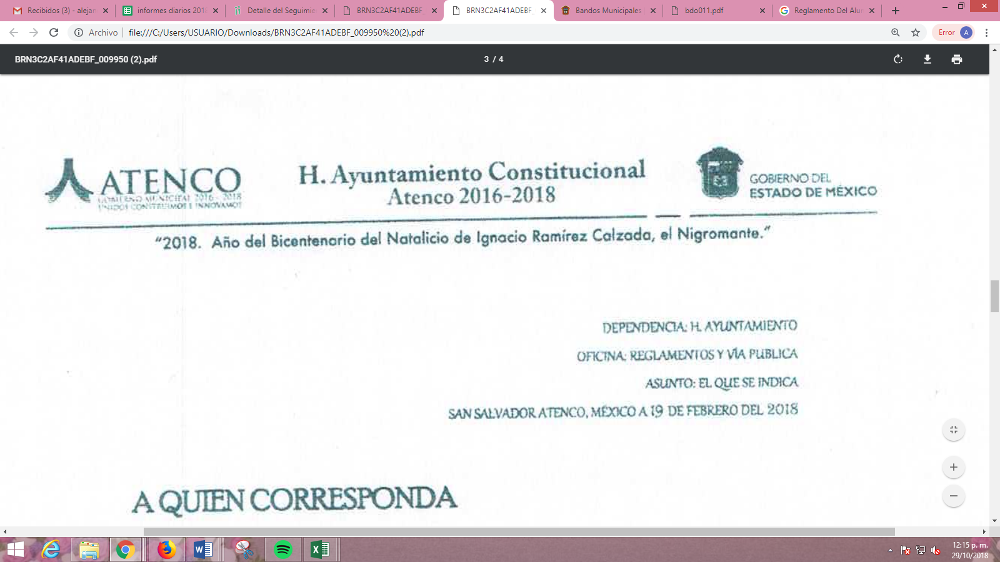 Recibidos (3) - alejan
informes diarios 2018
Detalle del Seguimie
BRN3C2AF41ADEBF_
BRN3C2AF41ADEBF_
Bandos Municipales
bdo011.pdf
Reglamento Del Alum
Archivo
file:///C:/Users/USUARIO/Downloads/BRN3C2AF41ADEBF_009950%20(2).pdf
Error
A
BRN3C2AF41ADEBF_009950 (2).pdf
3 / 4
ATENCO
GOBIERNO MUNICIPAL 2016 - 2018
UNIDOS CONSTRUIMOS E INNOVAMOS
H. Ayuntamiento Constitucional
Atenco 2016-2018
GOBIERNO DEL
ESTADO DE MÉXICO
“2018. Año del Bicentenario del Natalicio de Ignacio Ramírez Calzada, el Nigromante.”
DEPENDENCIA: H. AYUNTAMIENTO
OFICINA: REGLAMENTOS Y VÍA PUBLICA
ASUNTO: EL QUE SE INDICA
SAN SALVADOR ATENCO, MÉXICO A 19 DE FEBRERO DEL 2018
A QUIEN CORRESPONDA
12:15 p. m.
29/10/2018